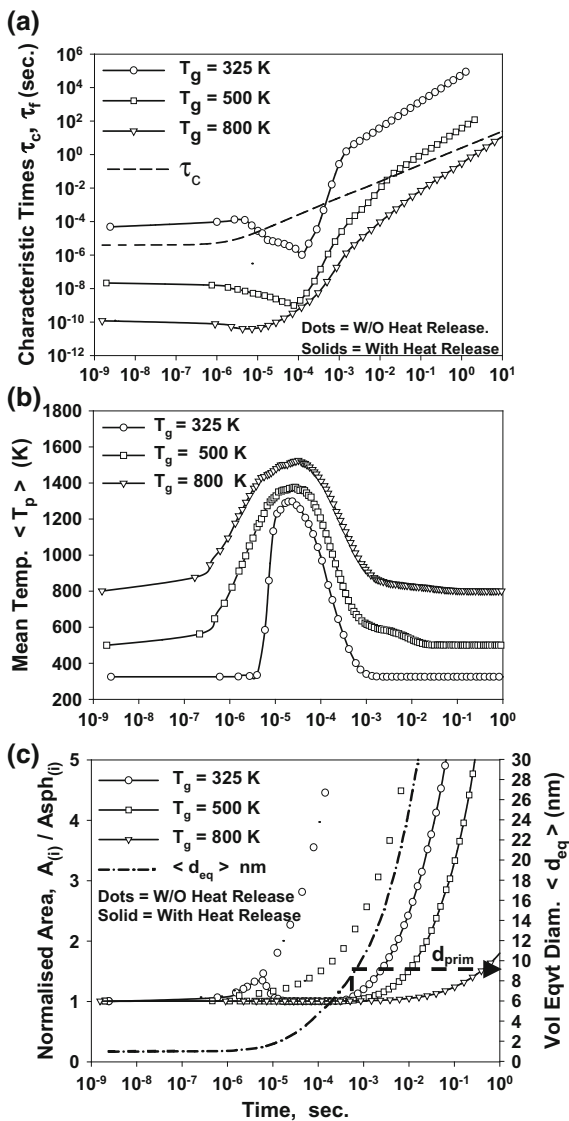 (a)
Characteristic Times τc, τf (sec.)
10^6
10^4
10^2
10^0
10^-2
10^-4
10^-6
10^-8
10^-10
10^-12
Tg = 325 K
Tg = 500 K
Tg = 800 K
τC
Dots = W/O Heat Release.
Solids = With Heat Release
10^-9 10^-8 10^-7 10^-6 10^-5 10^-4 10^-3 10^-2 10^-1 10^0 10^1
(b)
Mean Temp. < Tp > (K)
1800
1600
1400
1200
1000
800
600
400
200
Tg = 325 K
Tg = 500 K
Tg = 800 K
10^-9 10^-8 10^-7 10^-6 10^-5 10^-4 10^-3 10^-2 10^-1 10^0
(c)
Normalised Area, A(i) / Asph(i)
5
4
3
2
1
0
Tg = 325 K
Tg = 500 K
Tg = 800 K
< deq > nm
Dots = W/O Heat Release
Solid = With Heat Release
dprim
30
28
26
24
22
20
18
16
14
12
10
8
6
4
2
0
Vol Eqvt Diam. < deq > (nm)
10^-9 10^-8 10^-7 10^-6 10^-5 10^-4 10^-3 10^-2 10^-1 10^0
Time, sec.